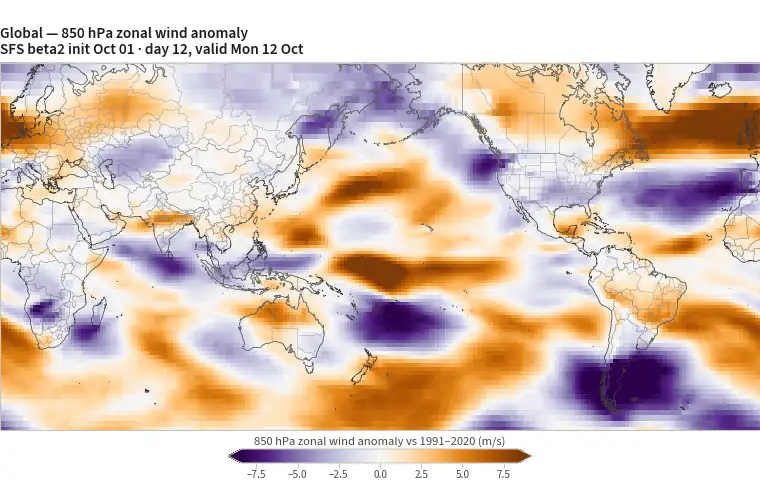 Global — 850 hPa zonal wind anomaly
SFS beta2 init Oct 01 · day 12, valid Mon 12 Oct
850 hPa zonal wind anomaly vs 1991–2020 (m/s)
−7.5 −5.0 −2.5 0.0 2.5 5.0 7.5